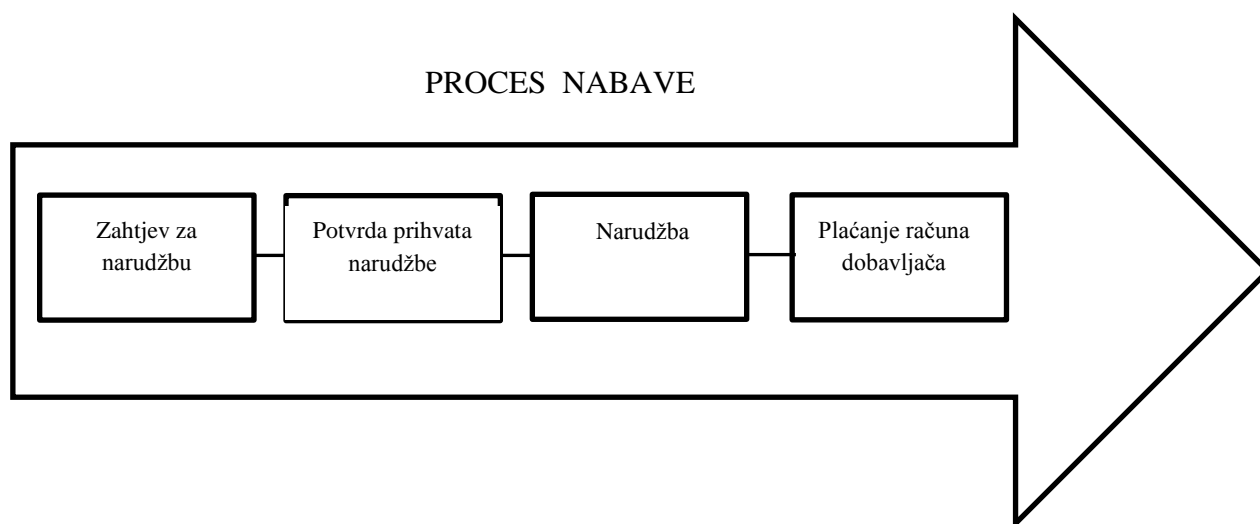 PROCES NABAVE
Zahtjev za
narudžbu
Potvrda prihvata
narudžbe
Narudžba
Plaćanje računa
dobavljača